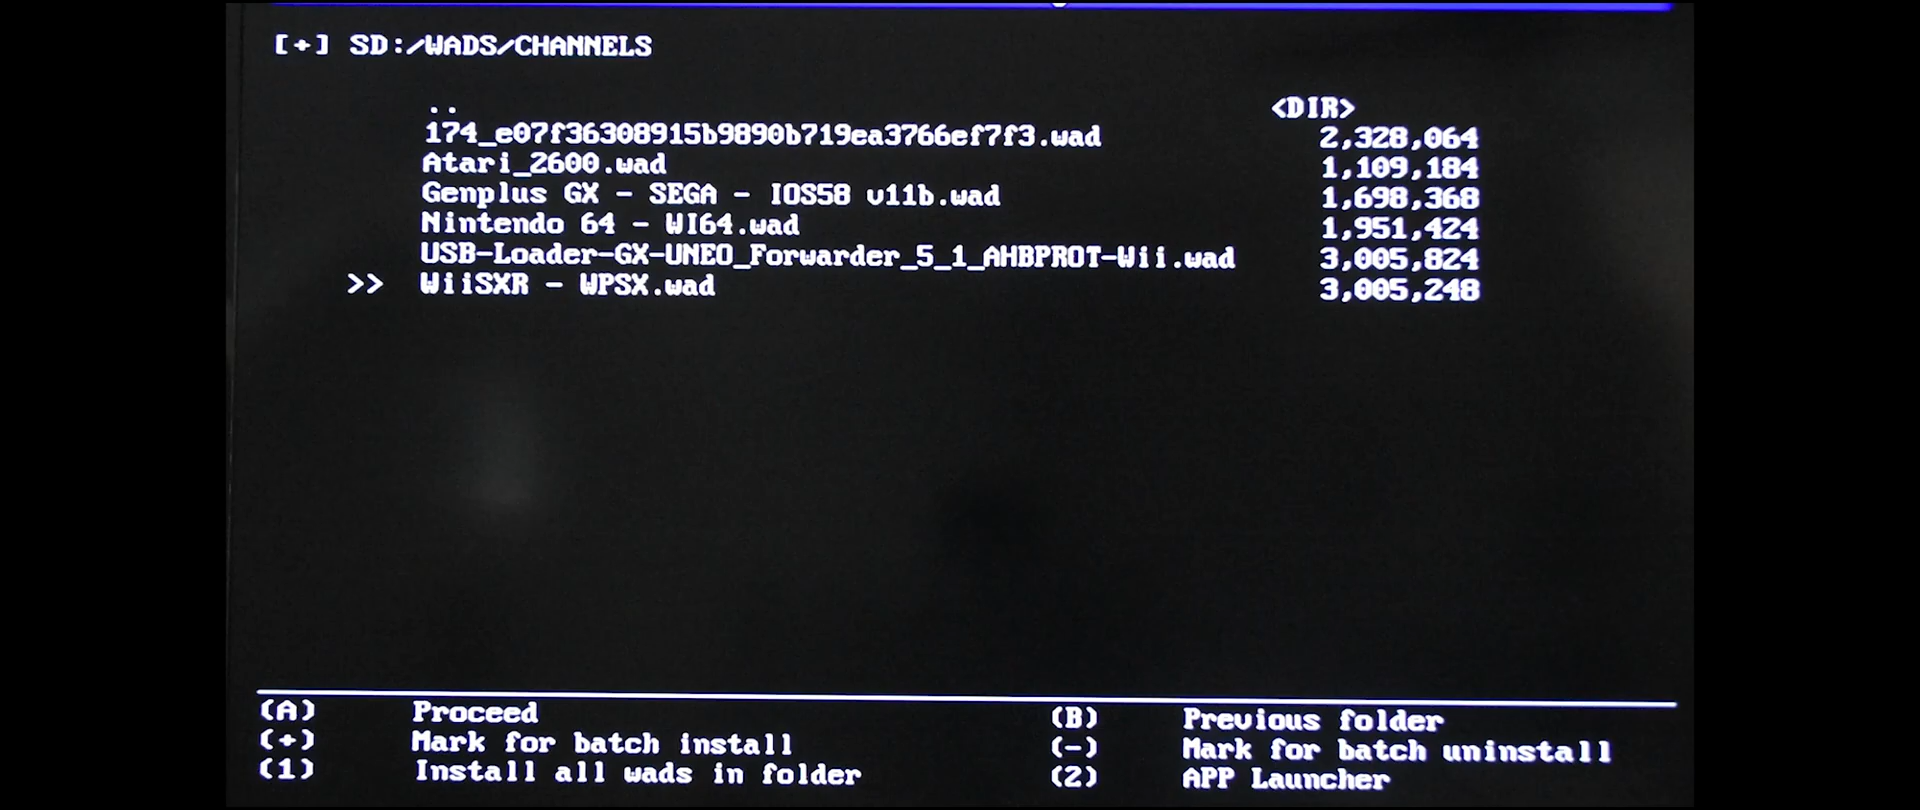 [+] SD:/WADS/CHANNELS
.. <DIR>
174_e07f36308915b9890b719ea3766ef7f3.wad 2,328,064
Atari_2600.wad 1,109,184
Genplus GX - SEGA - IOS58 v11b.wad 1,698,368
Nintendo 64 - WI64.wad 1,951,424
USB-Loader-GX-UNEO_Forwarder_5_1_AHBPROT-Wii.wad 3,005,824
>> WiiSXR - WPSX.wad 3,005,248
(A) Proceed (B) Previous folder
(+) Mark for batch install (-) Mark for batch uninstall
(1) Install all wads in folder (2) APP Launcher